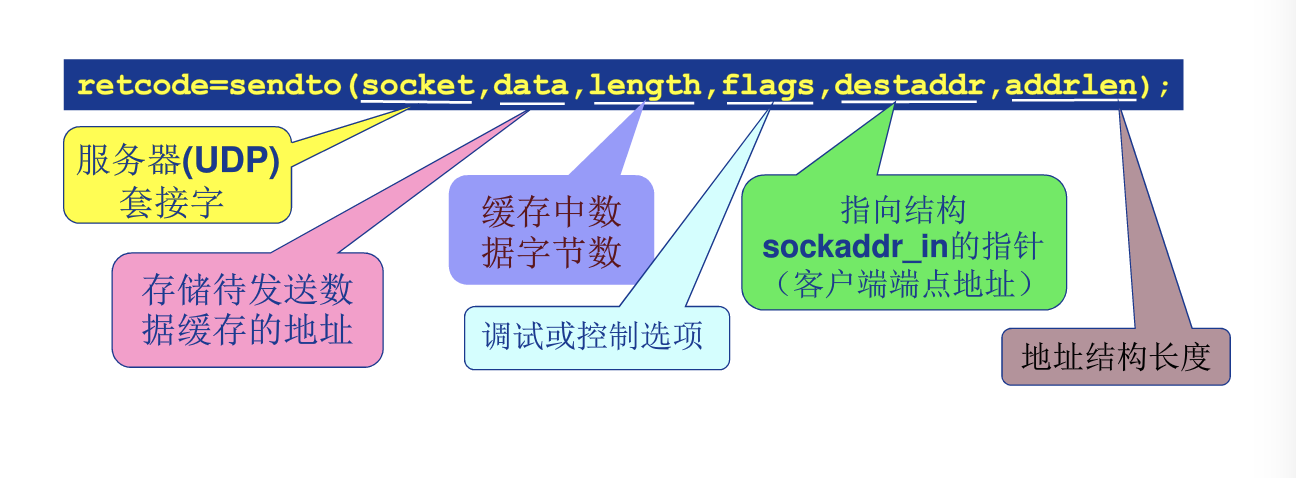 retcode=sendto(socket,data,length,flags,destaddr,addrlen);
服务器(UDP)
套接字
存储待发送数
据缓存的地址
缓存中数
据字节数
调试或控制选项
指向结构
sockaddr_in的指针
（客户端端点地址）
地址结构长度